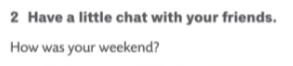 2 Have a little chat with your friends.
How was your weekend?